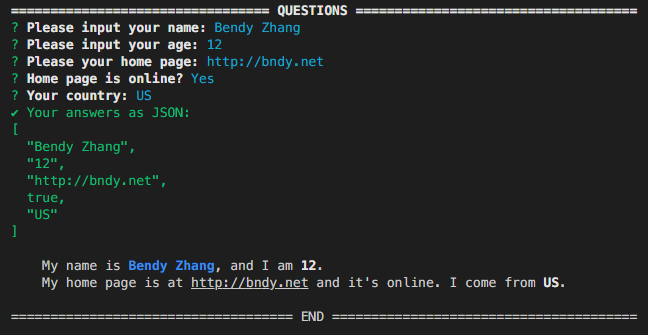 ================================= QUESTIONS ====================================
? Please input your name: Bendy Zhang
? Please input your age: 12
? Please your home page: http://bndy.net
? Home page is online? Yes
? Your country: US
✔ Your answers as JSON:
[
  "Bendy Zhang",
  "12",
  "http://bndy.net",
  true,
  "US"
]
    My name is Bendy Zhang, and I am 12.
    My home page is at http://bndy.net and it's online. I come from US.
==================================== END =======================================